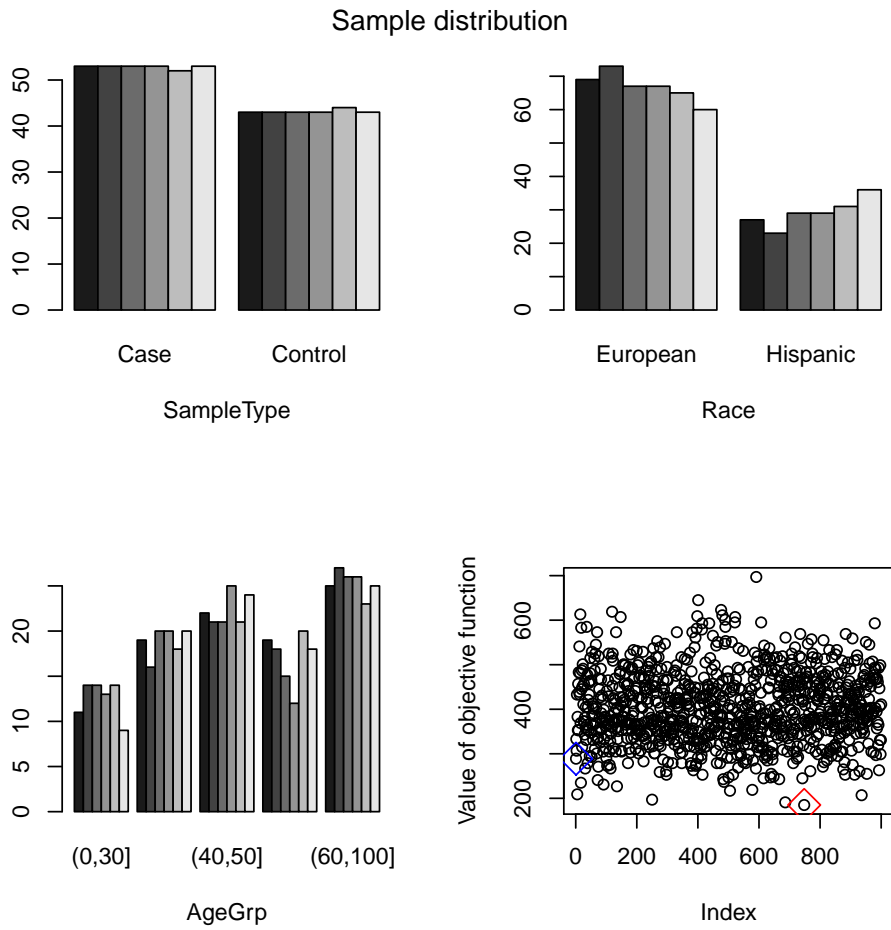 Sample distribution
0 10 20 30 40 50
Case Control
SampleType
0 20 40 60
European Hispanic
Race
0 5 10 20
(0,30] (40,50] (60,100]
AgeGrp
Value of objective function
200 400 600
0 200 400 600 800
Index